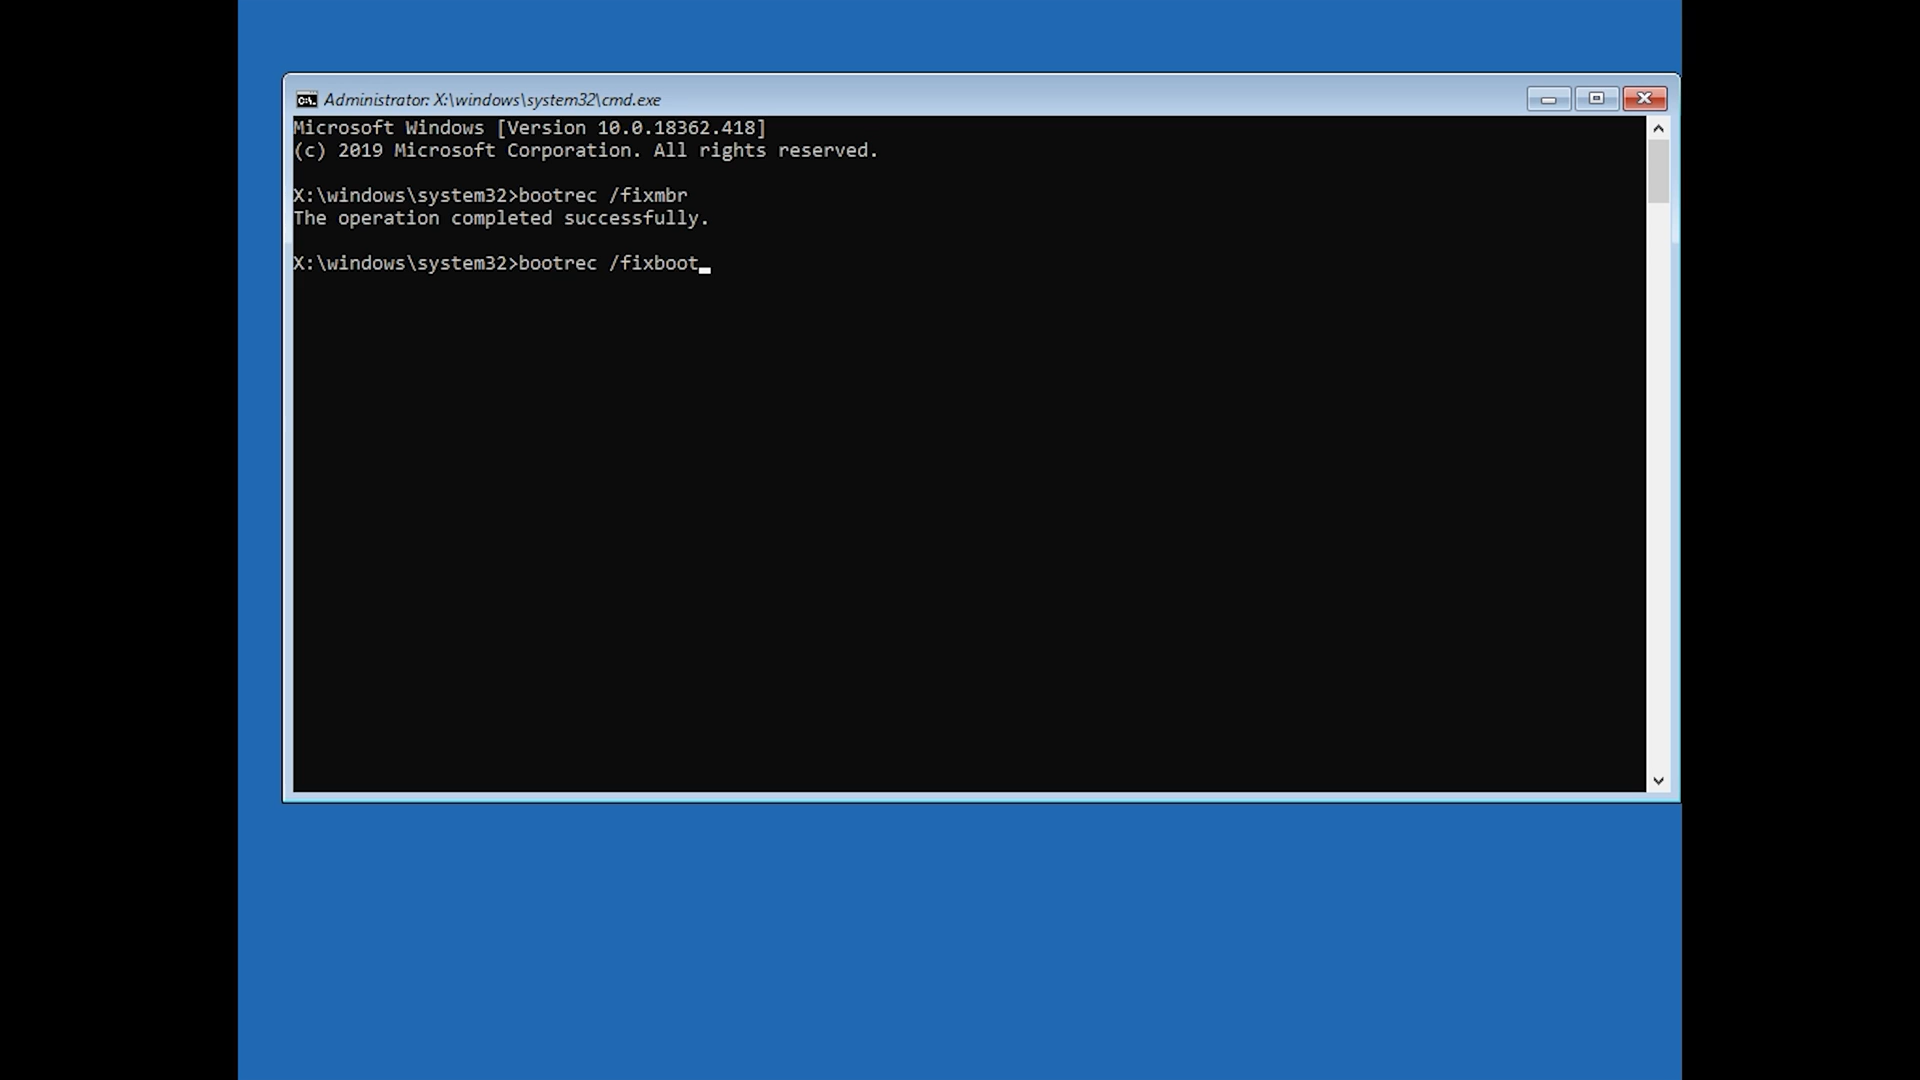 Administrator: X:\windows\system32\cmd.exe
Microsoft Windows [Version 10.0.18362.418]
(c) 2019 Microsoft Corporation. All rights reserved.
X:\windows\system32>bootrec /fixmbr
The operation completed successfully.
X:\windows\system32>bootrec /fixboot